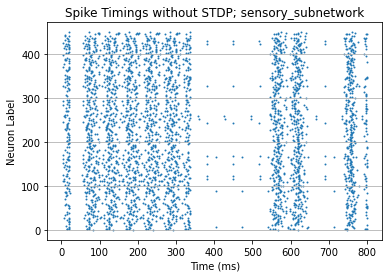 Spike Timings without STDP; sensory_subnetwork
400
300
200
100
0
Neuron Label
0 100 200 300 400 500 600 700 800
Time (ms)